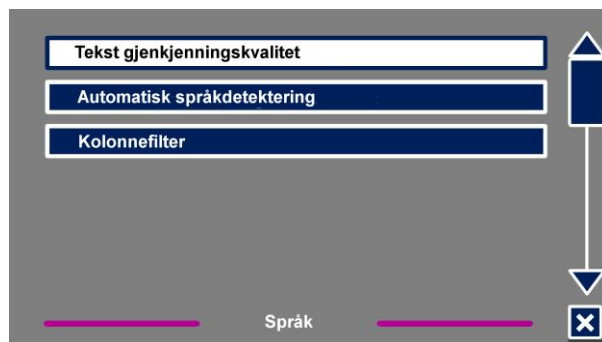 Tekst gjenkjenningskvalitet
Automatisk språkdetektering
Kolonnefilter
Språk